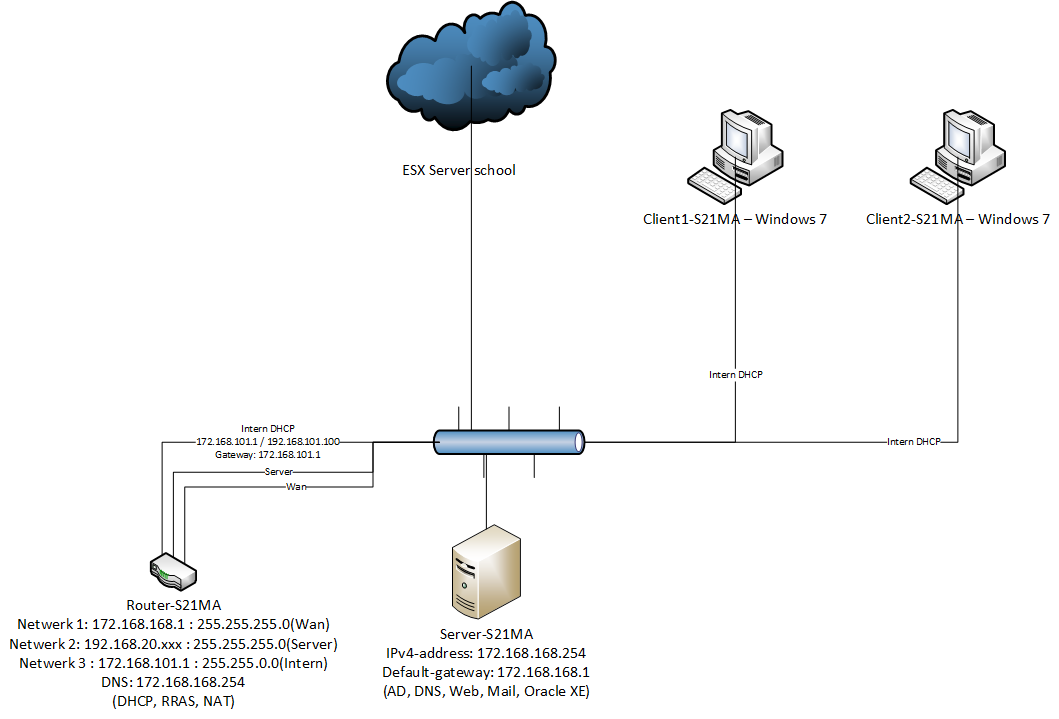 ESX Server school
Client1-S21MA – Windows 7
Client2-S21MA – Windows 7
Intern DHCP
Intern DHCP
172.168.101.1 / 192.168.101.100
Gateway: 172.168.101.1
Intern DHCP
Server
Wan
Router-S21MA
Netwerk 1: 172.168.168.1 : 255.255.255.0(Wan)
Netwerk 2: 192.168.20.xxx : 255.255.255.0(Server)
Netwerk 3 : 172.168.101.1 : 255.255.0.0(Intern)
DNS: 172.168.168.254
(DHCP, RRAS, NAT)
Server-S21MA
IPv4-address: 172.168.168.254
Default-gateway: 172.168.168.1
(AD, DNS, Web, Mail, Oracle XE)